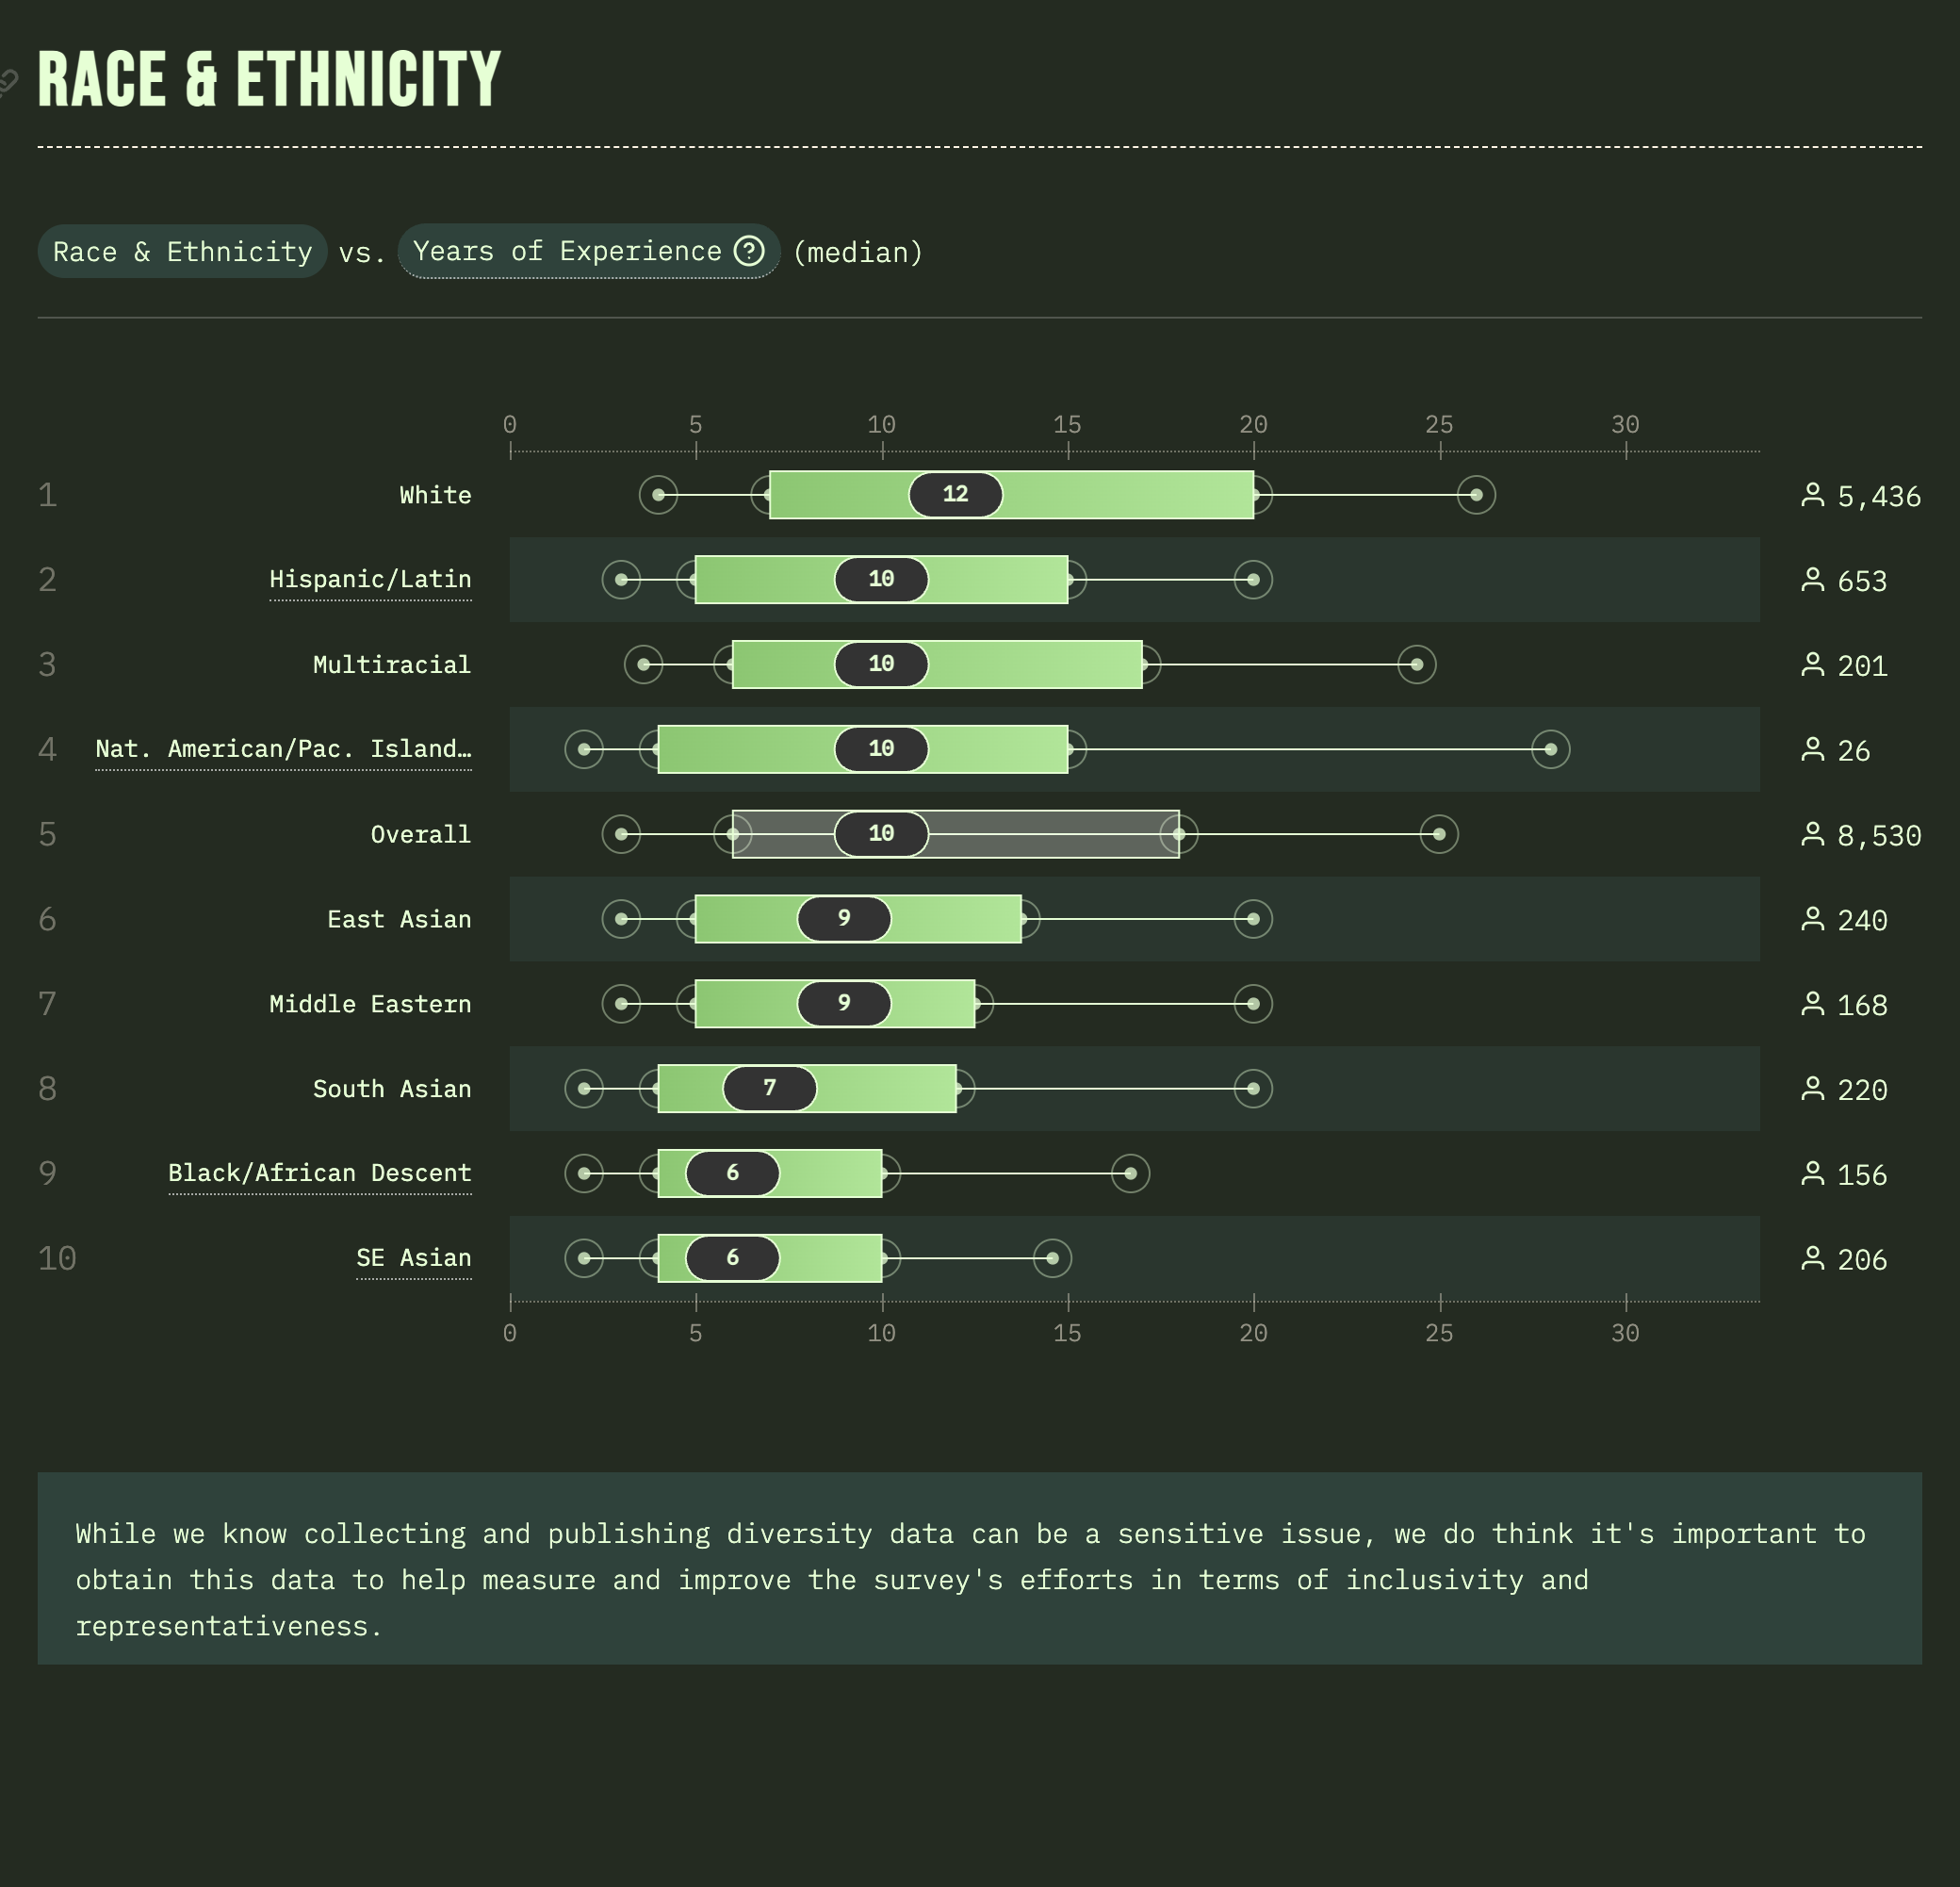 RACE & ETHNICITY
Race & Ethnicity vs. Years of Experience ? (median)
0 5 10 15 20 25 30
1 White 12 5,436
2 Hispanic/Latin 10 653
3 Multiracial 10 201
4 Nat. American/Pac. Island… 10 26
5 Overall 10 8,530
6 East Asian 9 240
7 Middle Eastern 9 168
8 South Asian 7 220
9 Black/African Descent 6 156
10 SE Asian 6 206
0 5 10 15 20 25 30
While we know collecting and publishing diversity data can be a sensitive issue, we do think it's important to
obtain this data to help measure and improve the survey's efforts in terms of inclusivity and
representativeness.